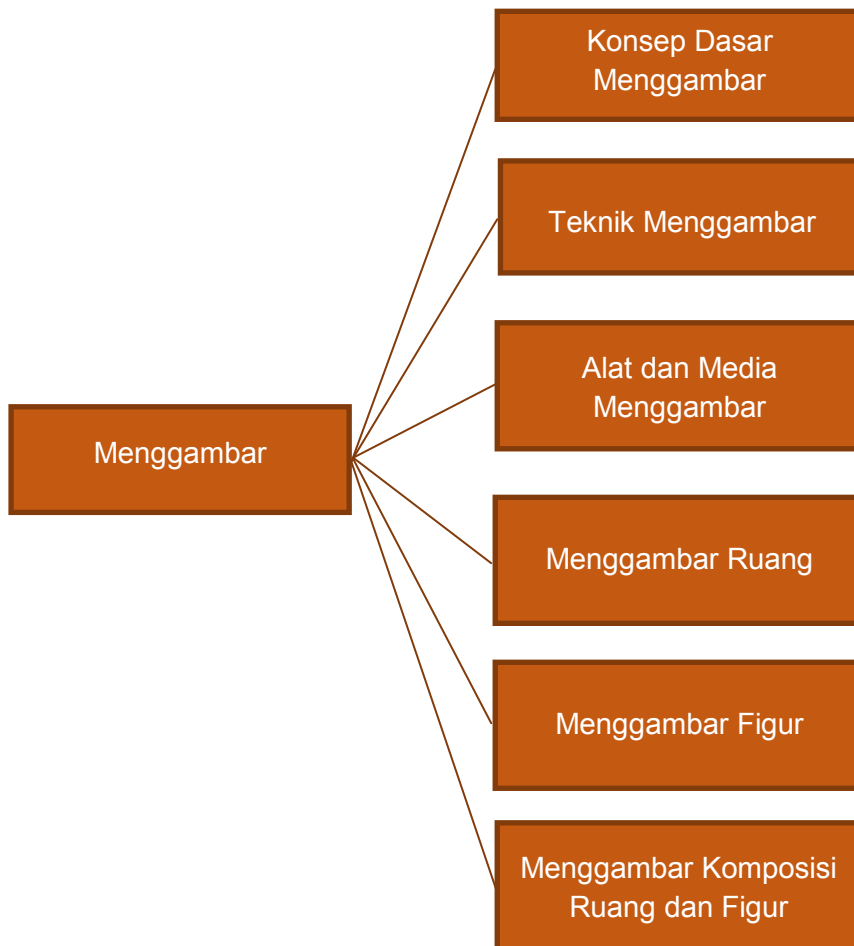 Konsep Dasar
Menggambar
Teknik Menggambar
Alat dan Media
Menggambar
Menggambar
Menggambar Ruang
Menggambar Figur
Menggambar Komposisi
Ruang dan Figur